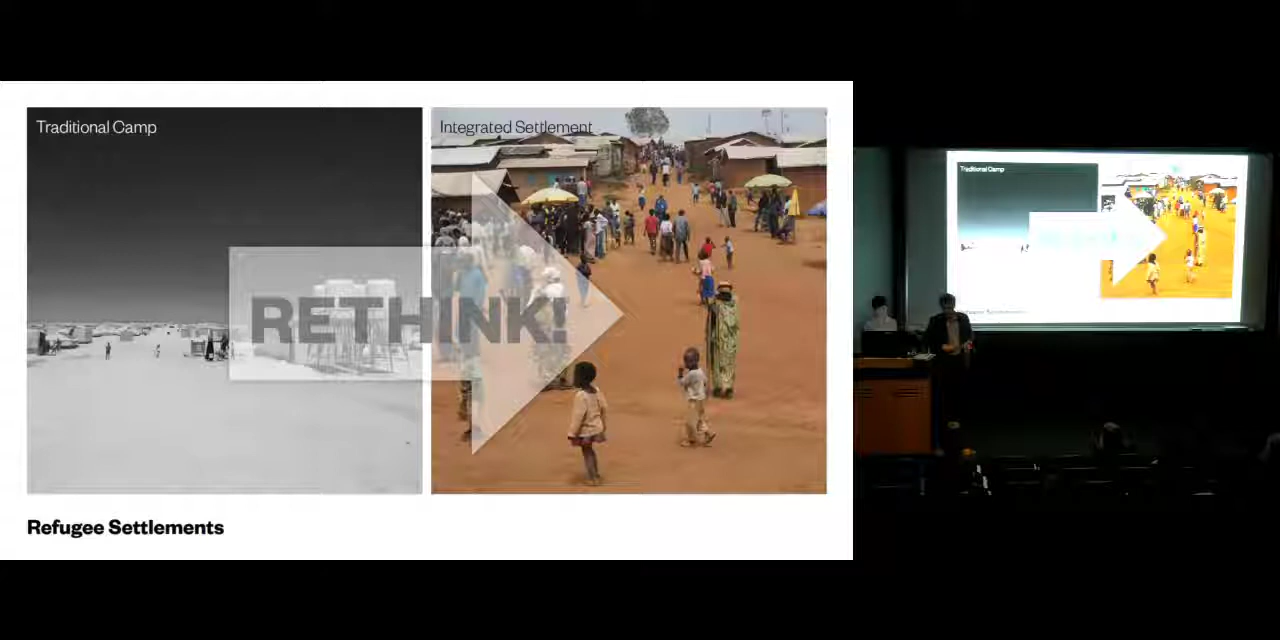 Traditional Camp
Integrated Settlement
RETHINK!
Refugee Settlements
Traditional Camp